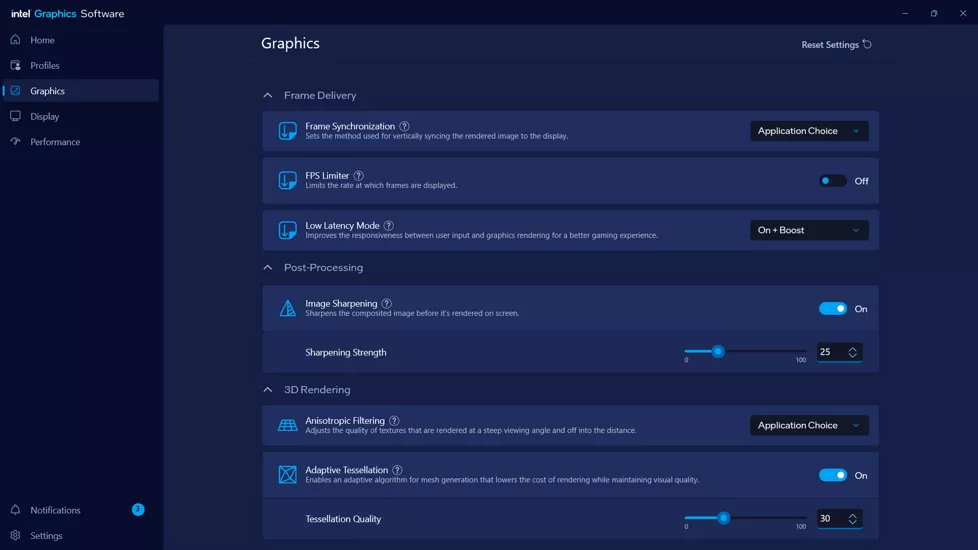 intel Graphics Software
Home
Profiles
Graphics
Display
Performance
Notifications 3
Settings
Graphics
Reset Settings
Frame Delivery
Frame Synchronization ?
Sets the method used for vertically syncing the rendered image to the display.
Application Choice
FPS Limiter ?
Limits the rate at which frames are displayed.
Off
Low Latency Mode ?
Improves the responsiveness between user input and graphics rendering for a better gaming experience.
On + Boost
Post-Processing
Image Sharpening ?
Sharpens the composited image before it's rendered on screen.
On
Sharpening Strength
0 100
25
3D Rendering
Anisotropic Filtering ?
Adjusts the quality of textures that are rendered at a steep viewing angle and off into the distance.
Application Choice
Adaptive Tessellation ?
Enables an adaptive algorithm for mesh generation that lowers the cost of rendering while maintaining visual quality.
On
Tessellation Quality
0 100
30